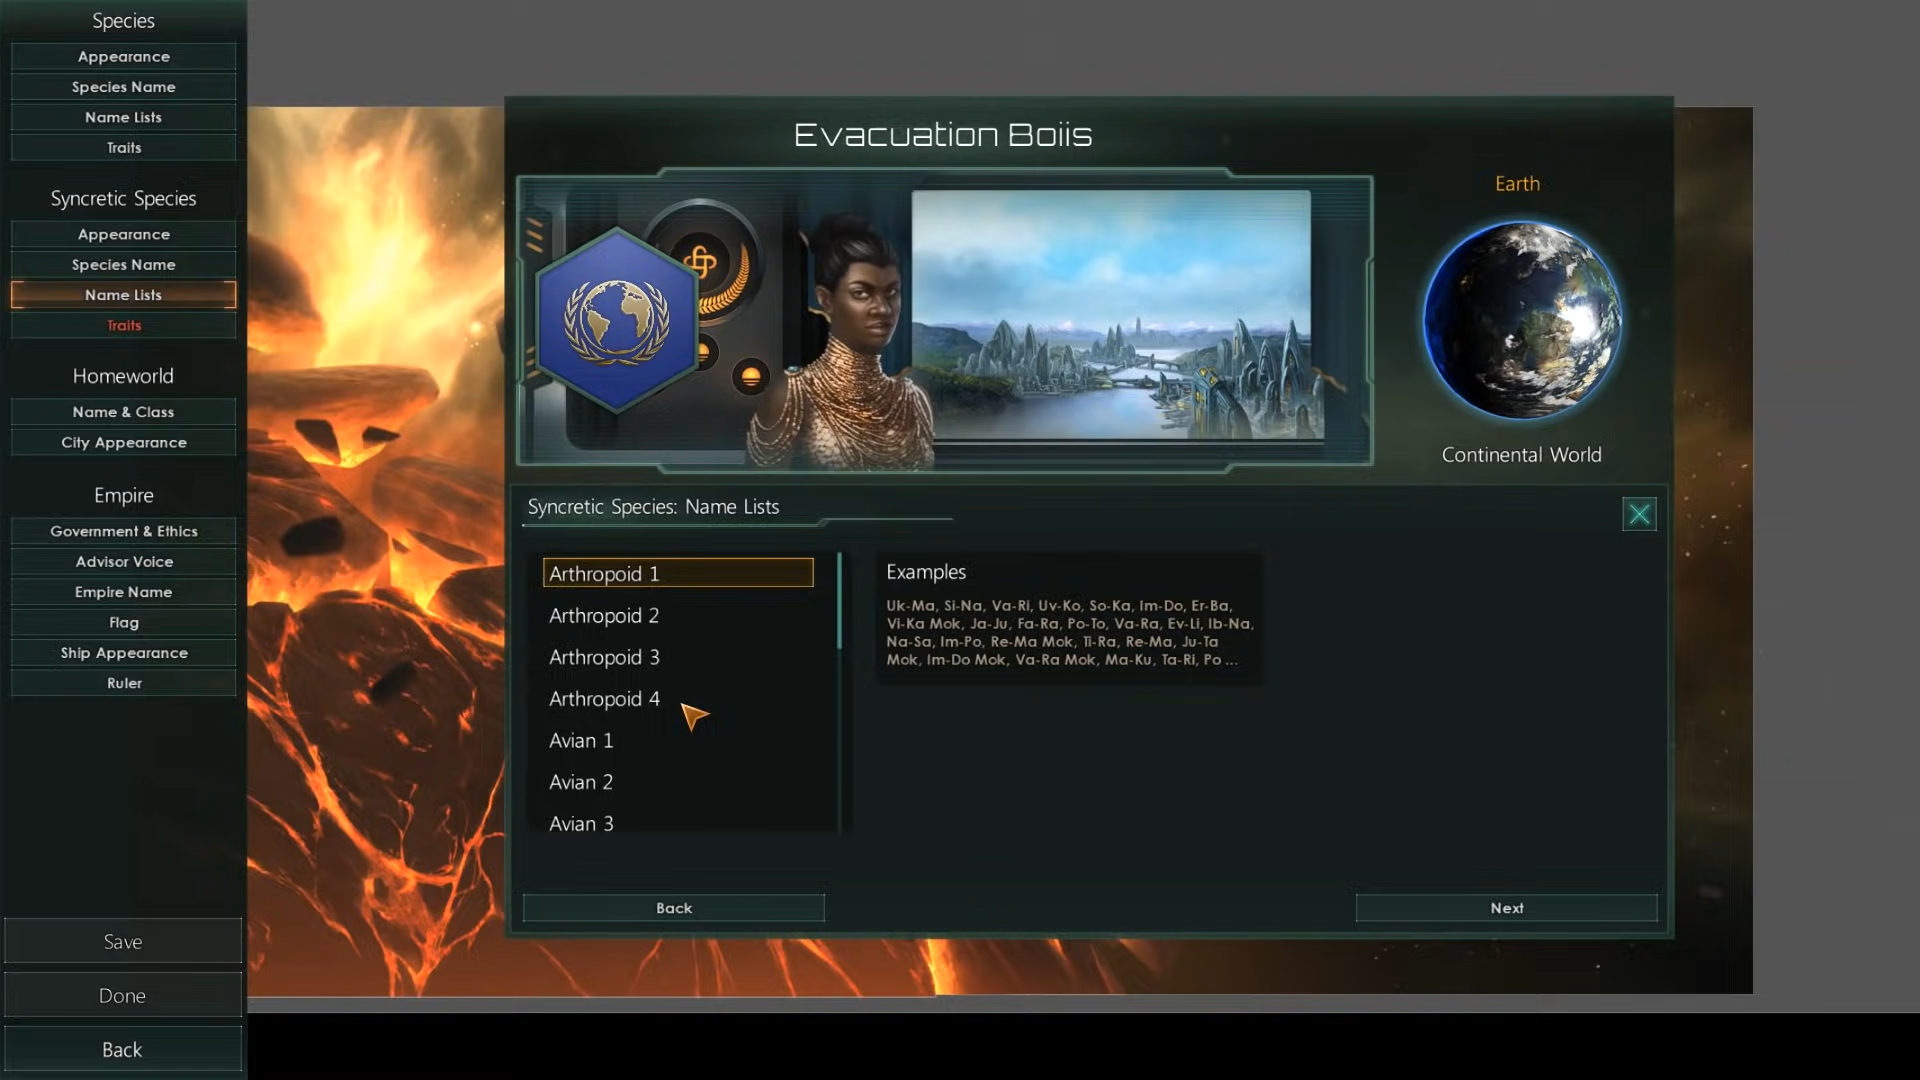 Species
Appearance
Species Name
Name Lists
Traits
Syncretic Species
Appearance
Species Name
Name Lists
Traits
Homeworld
Name & Class
City Appearance
Empire
Government & Ethics
Advisor Voice
Empire Name
Flag
Ship Appearance
Ruler
Save
Done
Back
Evacuation Boiis
Earth
Continental World
Syncretic Species: Name Lists
Arthropoid 1
Arthropoid 2
Arthropoid 3
Arthropoid 4
Avian 1
Avian 2
Avian 3
Examples
Uk-Ma, Si-Na, Va-Ri, Uv-Ko, So-Ka, Im-Do, Er-Ba,
Vi-Ka Mok, Ja-Ju, Fa-Ra, Po-To, Va-Ra, Ev-Li, Ib-Na,
Na-Sa, Im-Po, Re-Ma Mok, Ti-Ra, Re-Ma, Ju-Ta
Mok, Im-Do Mok, Va-Ra Mok, Ma-Ku, Ta-Ri, Po ...
Back
Next